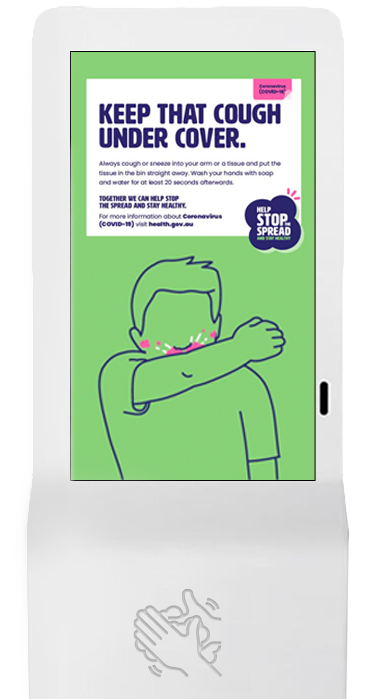 Coronavirus
(COVID-19)
KEEP THAT COUGH
UNDER COVER.
Always cough or sneeze into your arm or a tissue and put the
tissue in the bin straight away. Wash your hands with soap
and water for at least 20 seconds afterwards.
TOGETHER WE CAN HELP STOP
THE SPREAD AND STAY HEALTHY.
For more information about Coronavirus
(COVID-19) visit health.gov.au
HELP
STOP THE
SPREAD
AND STAY HEALTHY